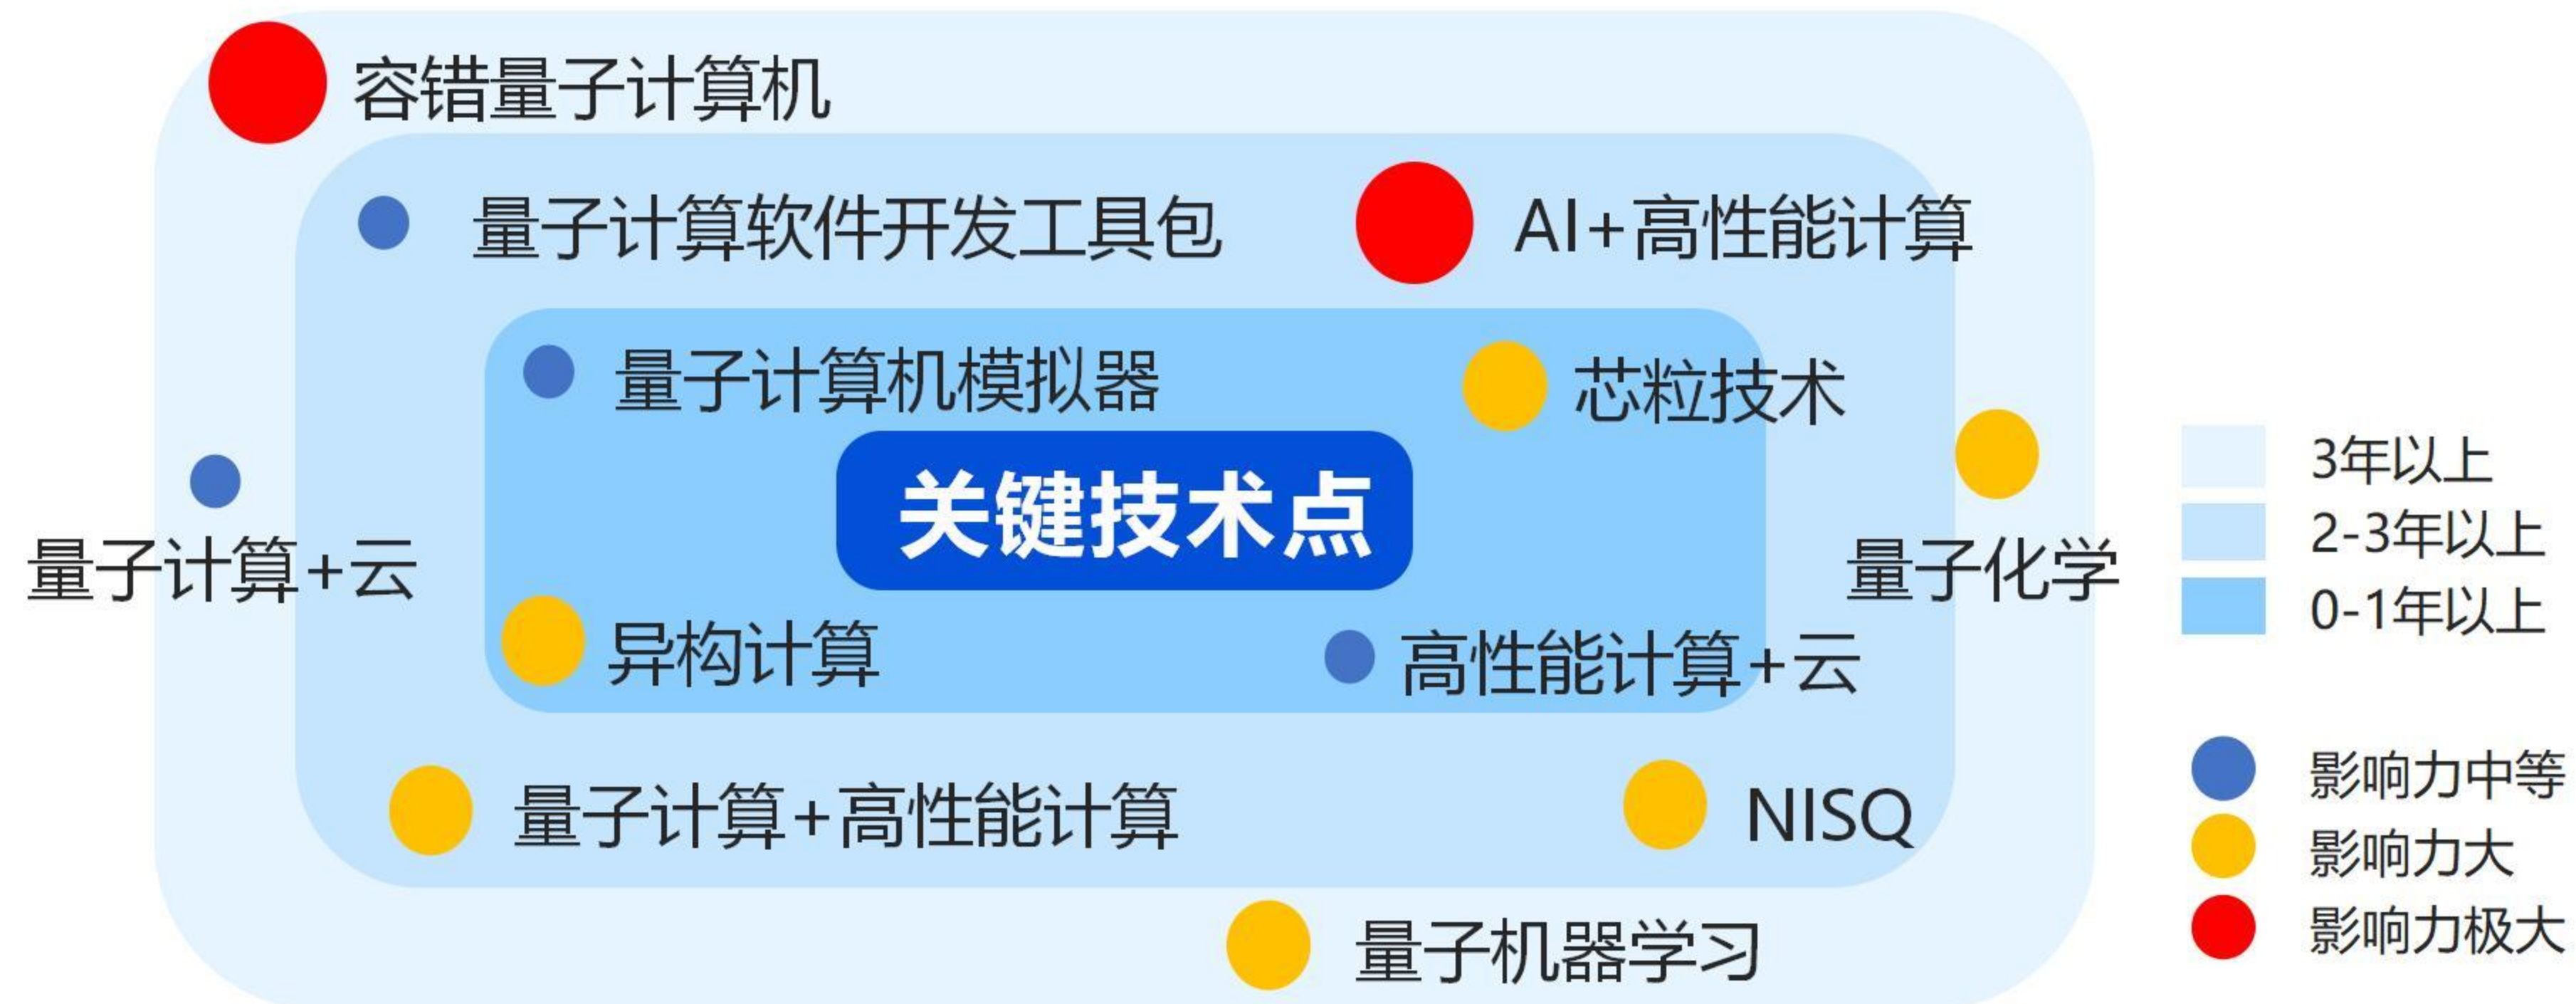 容错量子计算机
量子计算软件开发工具包
AI+高性能计算
量子计算机模拟器
芯粒技术
关键技术点
量子计算+云
量子化学
异构计算
高性能计算+云
量子计算+高性能计算
NISQ
量子机器学习
3年以上
2-3年以上
0-1年以上
影响力中等
影响力大
影响力极大